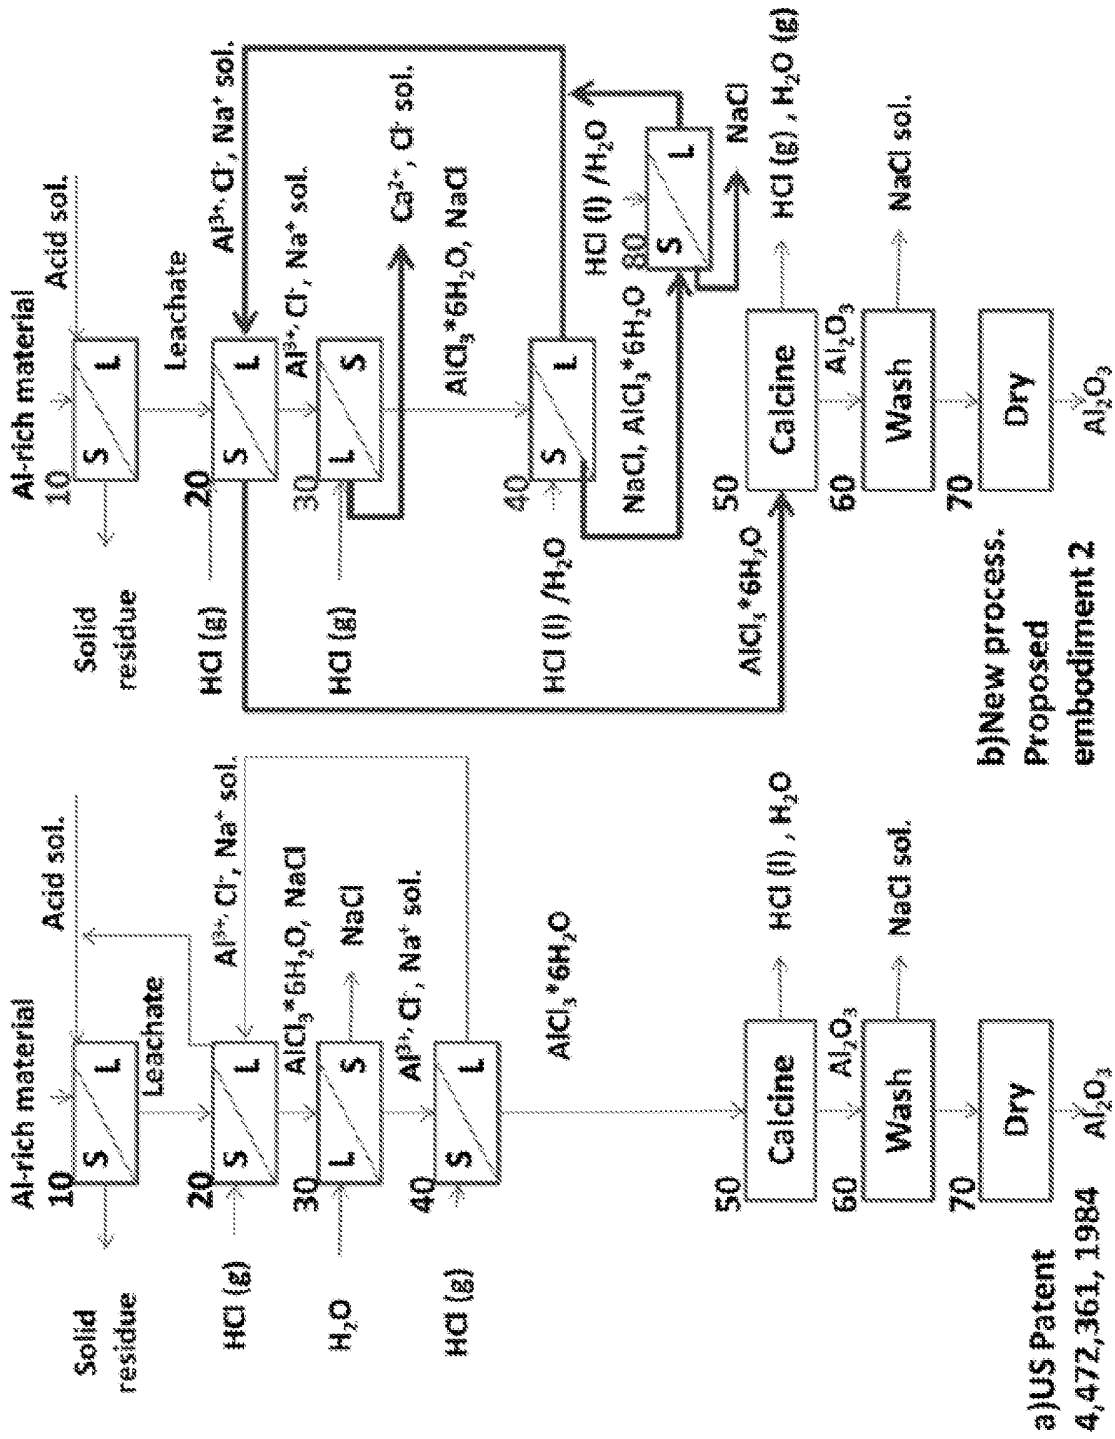 Al-rich material
Acid sol.
10
S
L
Solid
residue
Leachate
20
S
L
HCl (g)
Al³⁺, Cl⁻, Na⁺ sol.
AlCl₃*6H₂O, NaCl
30
L
S
H₂O
NaCl
Al³⁺, Cl⁻, Na⁺ sol.
40
S
L
HCl (g)
AlCl₃*6H₂O
50
Calcine
HCl (l) , H₂O
Al₂O₃
60
Wash
NaCl sol.
70
Dry
Al₂O₃
a)US Patent
4,472,361, 1984
Al-rich material
Acid sol.
10
S
L
Solid
residue
Leachate
20
S
L
HCl (g)
Al³⁺, Cl⁻, Na⁺ sol.
Al³⁺, Cl⁻, Na⁺ sol.
30
L
S
HCl (g)
Ca²⁺, Cl⁻ sol.
AlCl₃*6H₂O, NaCl
40
S
L
HCl (l) /H₂O
HCl (l) /H₂O
NaCl, AlCl₃*6H₂O
80
S
L
NaCl
AlCl₃*6H₂O
50
Calcine
HCl (g) , H₂O (g)
Al₂O₃
60
Wash
NaCl sol.
70
Dry
Al₂O₃
b)New process.
Proposed
embodiment 2